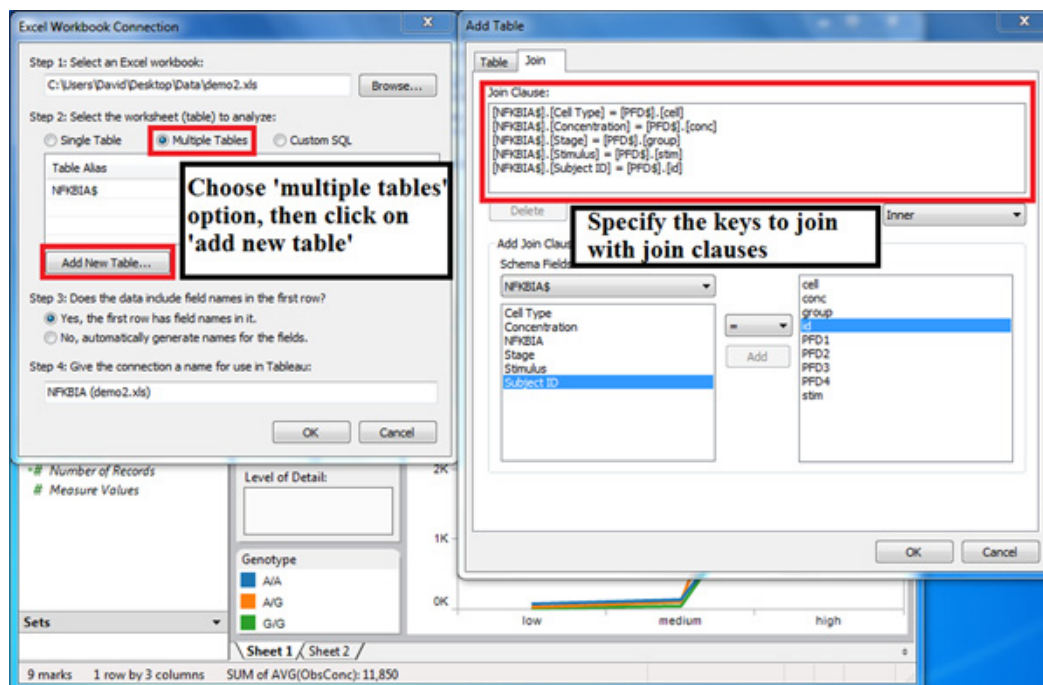 Excel Workbook Connection
Step 1: Select an Excel workbook:
C:\Users\David\Desktop\Data\demo2.xls
Browse...
Step 2: Select the worksheet (table) to analyze:
Single Table
Multiple Tables
Custom SQL
Table Alias
NFKBIA$
Choose 'multiple tables'
option, then click on
'add new table'
Add New Table...
Step 3: Does the data include field names in the first row?
Yes, the first row has field names in it.
No, automatically generate names for the fields.
Step 4: Give the connection a name for use in Tableau:
NFKBIA (demo2.xls)
OK
Cancel
Add Table
Table
Join
Join Clause:
[NFKBIA$].[Cell Type] = [PFD$].[cell]
[NFKBIA$].[Concentration] = [PFD$].[conc]
[NFKBIA$].[Stage] = [PFD$].[group]
[NFKBIA$].[Stimulus] = [PFD$].[stim]
[NFKBIA$].[Subject ID] = [PFD$].[id]
Delete
Specify the keys to join
with join clauses
Inner
Add Join Clau
Schema Fields
NFKBIA$
Cell Type
Concentration
NFKBIA
Stage
Stimulus
Subject ID
=
Add
cell
conc
group
id
PFD1
PFD2
PFD3
PFD4
stim
OK
Cancel
# Number of Records
# Measure Values
Sets
Level of Detail:
Genotype
A/A
A/G
G/G
2K
1K
0K
low
medium
high
Sheet 1
Sheet 2
9 marks
1 row by 3 columns
SUM of AVG(ObsConc): 11,850